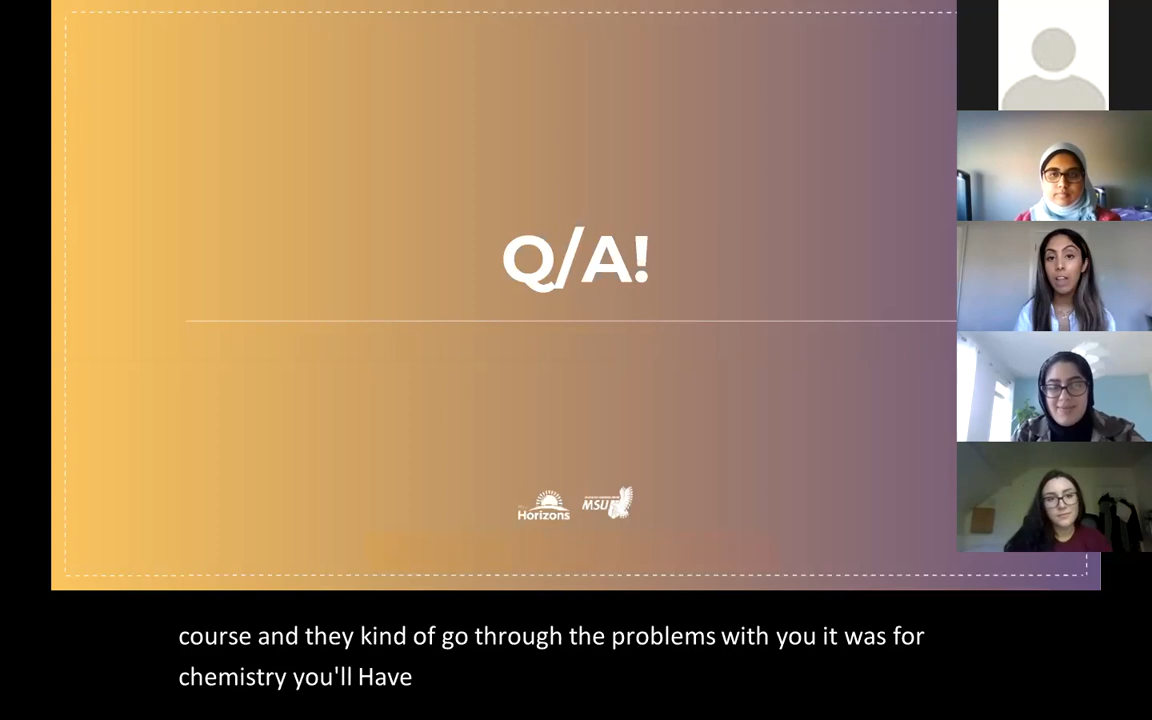 Q/A!
Horizons
MSU
course and they kind of go through the problems with you it was for
chemistry you'll Have